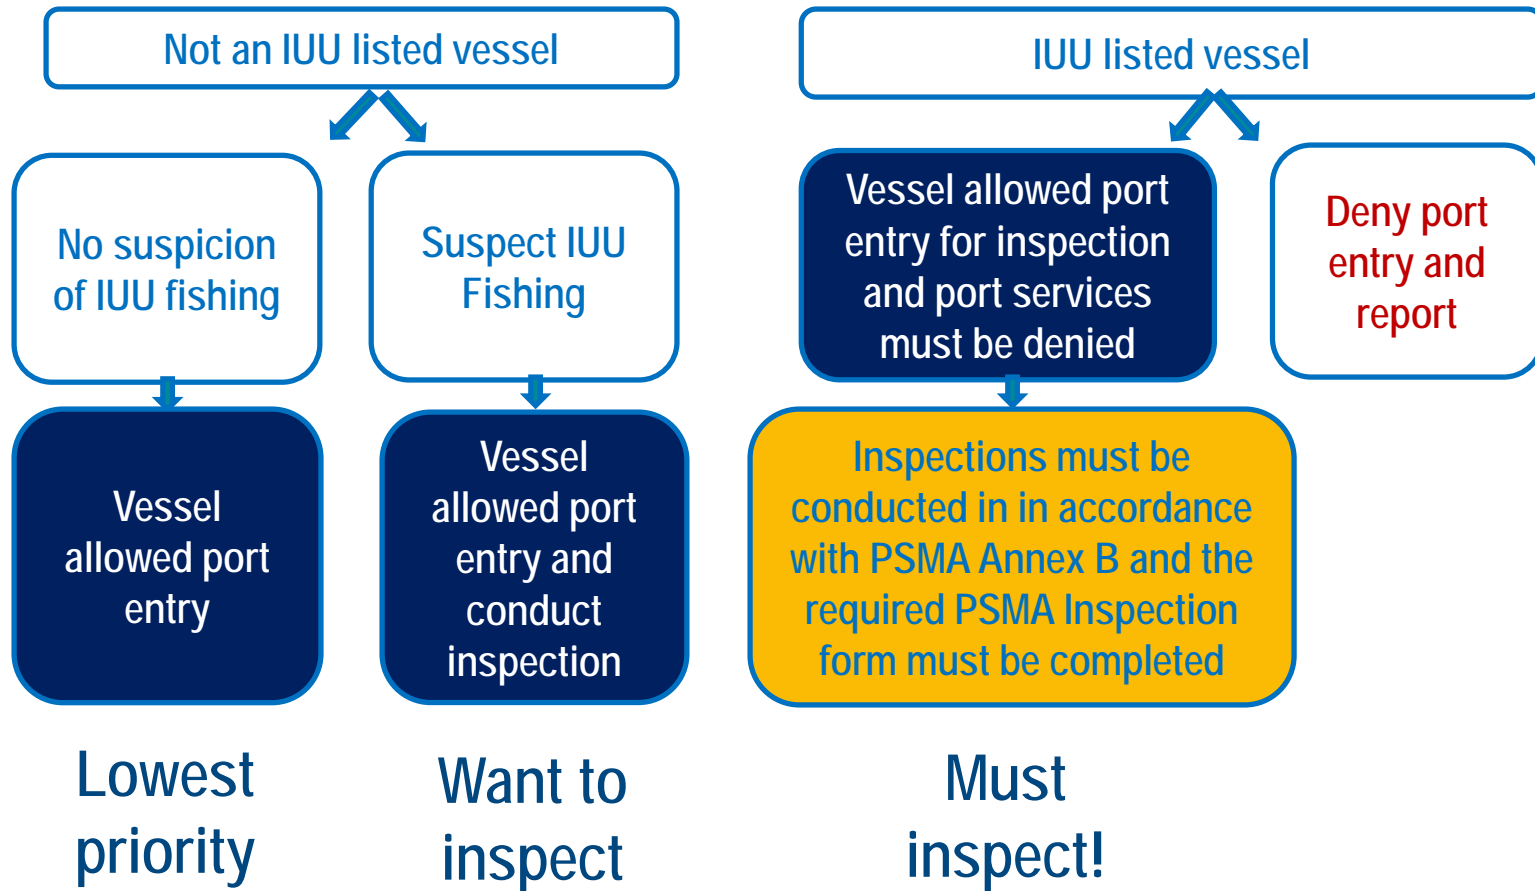 Not an IUU listed vessel
IUU listed vessel
No suspicion
of IUU fishing
Suspect IUU
Fishing
Vessel allowed port
entry for inspection
and port services
must be denied
Deny port
entry and
report
Vessel
allowed port
entry
Vessel
allowed port
entry and
conduct
inspection
Inspections must be
conducted in in accordance
with PSMA Annex B and the
required PSMA Inspection
form must be completed
Lowest
priority
Want to
inspect
Must
inspect!